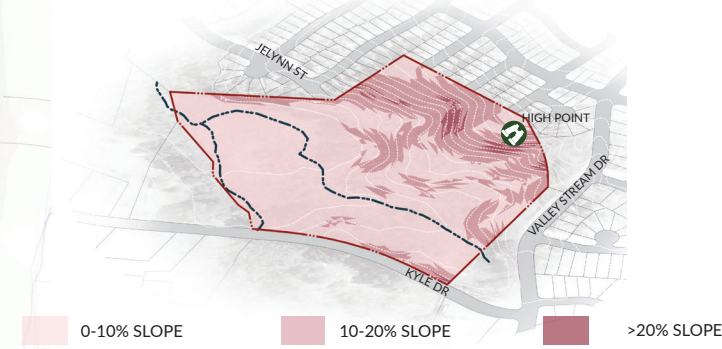 JELYNN ST
HIGH POINT
VALLEY STREAM DR
KYLE DR
0-10% SLOPE
10-20% SLOPE
>20% SLOPE